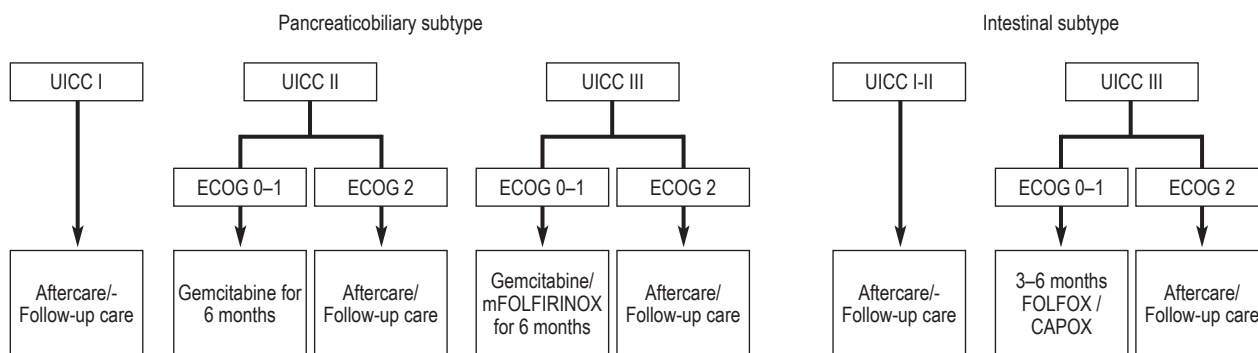 Pancreaticobiliary subtype
Intestinal subtype
UICC I
UICC II
UICC III
UICC I-II
UICC III
ECOG 0–1
ECOG 2
ECOG 0–1
ECOG 2
ECOG 0–1
ECOG 2
Aftercare/-
Follow-up care
Gemcitabine for
6 months
Aftercare/
Follow-up care
Gemcitabine/
mFOLFIRINOX
for 6 months
Aftercare/
Follow-up care
Aftercare/-
Follow-up care
3–6 months
FOLFOX /
CAPOX
Aftercare/
Follow-up care